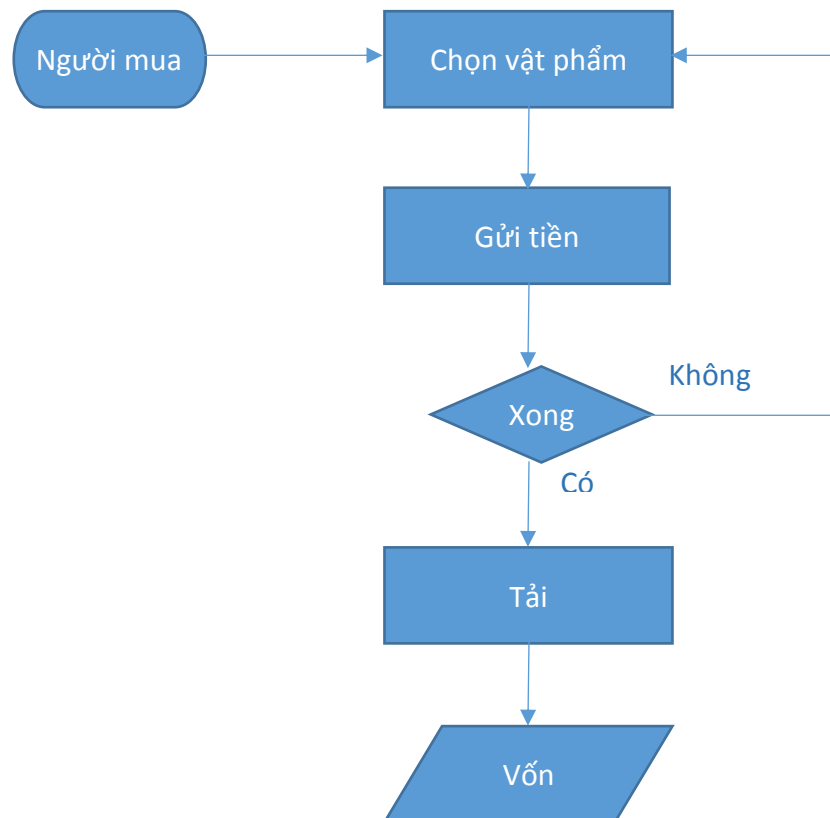 Người mua
Chọn vật phẩm
Gửi tiền
Không
Xong
Có
Tải
Vốn